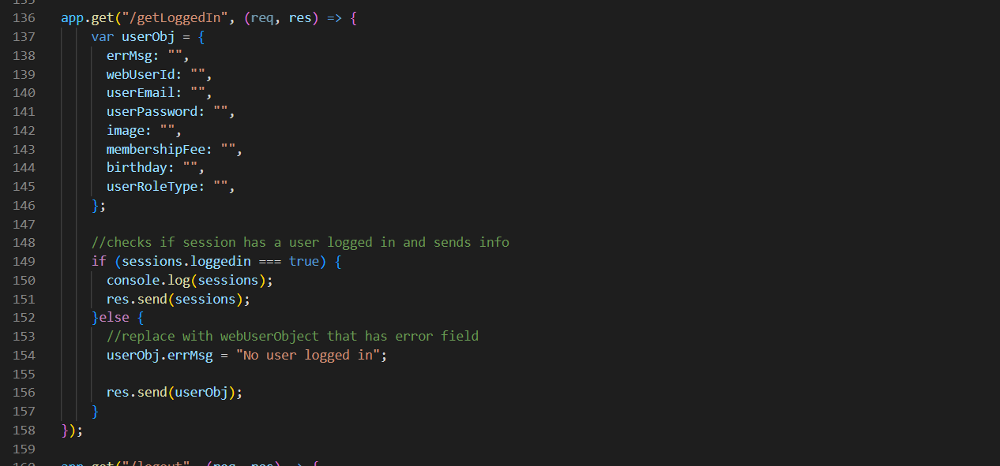 136 app.get("/getLoggedIn", (req, res) => {
137 var userObj = {
138 errMsg: "",
139 webUserId: "",
140 userEmail: "",
141 userPassword: "",
142 image: "",
143 membershipFee: "",
144 birthday: "",
145 userRoleType: "",
146 };
147
148 //checks if session has a user logged in and sends info
149 if (sessions.loggedin === true) {
150 console.log(sessions);
151 res.send(sessions);
152 }else {
153 //replace with webUserObject that has error field
154 userObj.errMsg = "No user logged in";
155
156 res.send(userObj);
157 }
158 });
159
160 app.get("/logout", (req, res) => {